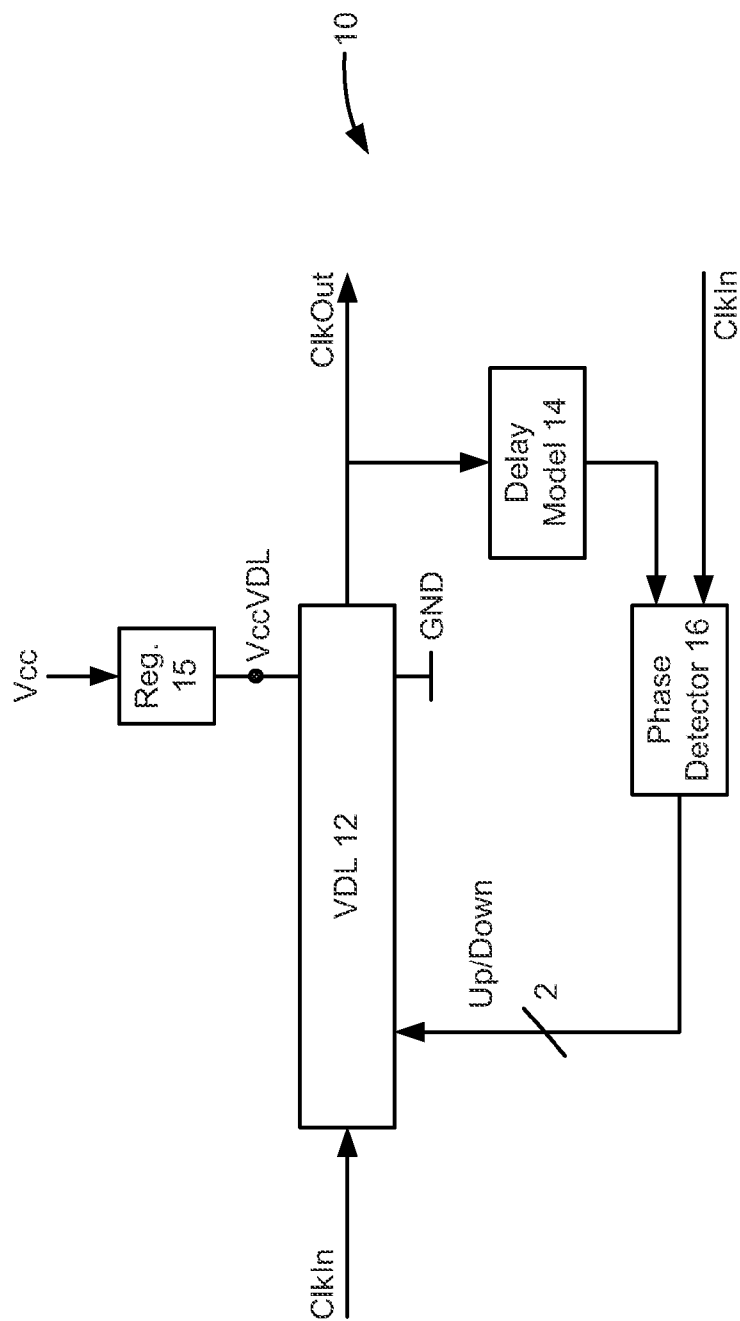 10
Vcc
Reg.
15
VccVDL
ClkIn
VDL 12
ClkOut
GND
Up/Down
2
Delay
Model 14
Phase
Detector 16
ClkIn